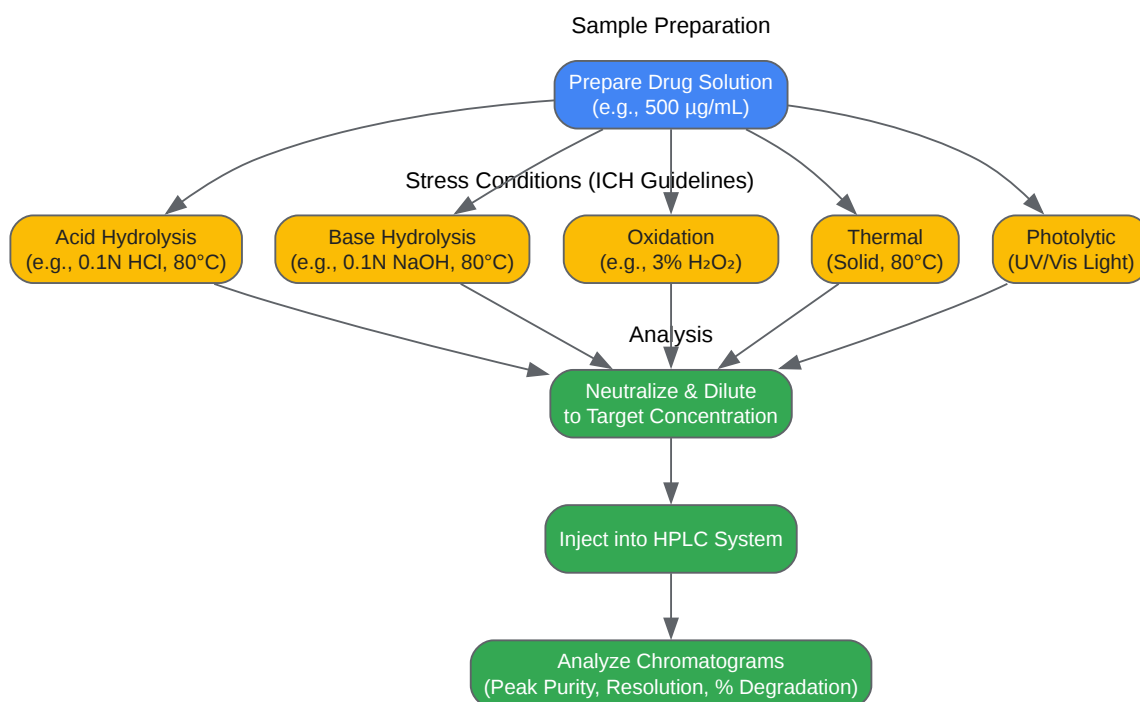 Sample Preparation
Prepare Drug Solution
(e.g., 500 µg/mL)
Stress Conditions (ICH Guidelines)
Acid Hydrolysis
(e.g., 0.1N HCl, 80°C)
Base Hydrolysis
(e.g., 0.1N NaOH, 80°C)
Oxidation
(e.g., 3% H₂O₂)
Thermal
(Solid, 80°C)
Photolytic
(UV/Vis Light)
Analysis
Neutralize & Dilute
to Target Concentration
Inject into HPLC System
Analyze Chromatograms
(Peak Purity, Resolution, % Degradation)